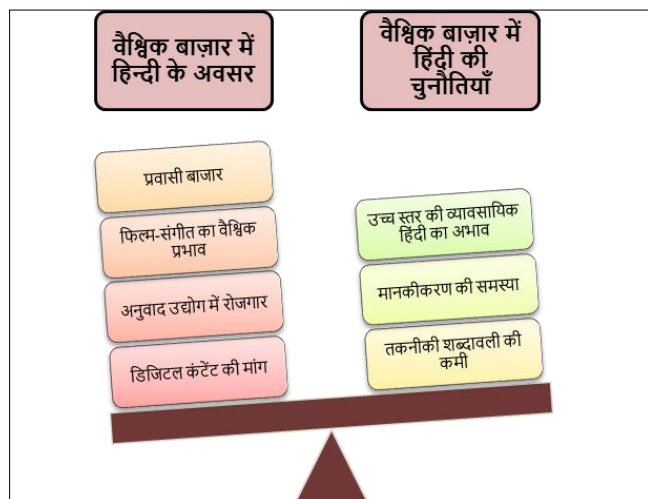 वैश्विक बाज़ार में
हिन्दी के अवसर
वैश्विक बाज़ार में
हिंदी की
चुनौतियाँ
प्रवासी बाजार
फिल्म-संगीत का वैश्विक
प्रभाव
अनुवाद उद्योग में रोजगार
डिजिटल कंटेंट की मांग
उच्च स्तर की व्यावसायिक
हिंदी का अभाव
मानकीकरण की समस्या
तकनीकी शब्दावली की
कमी